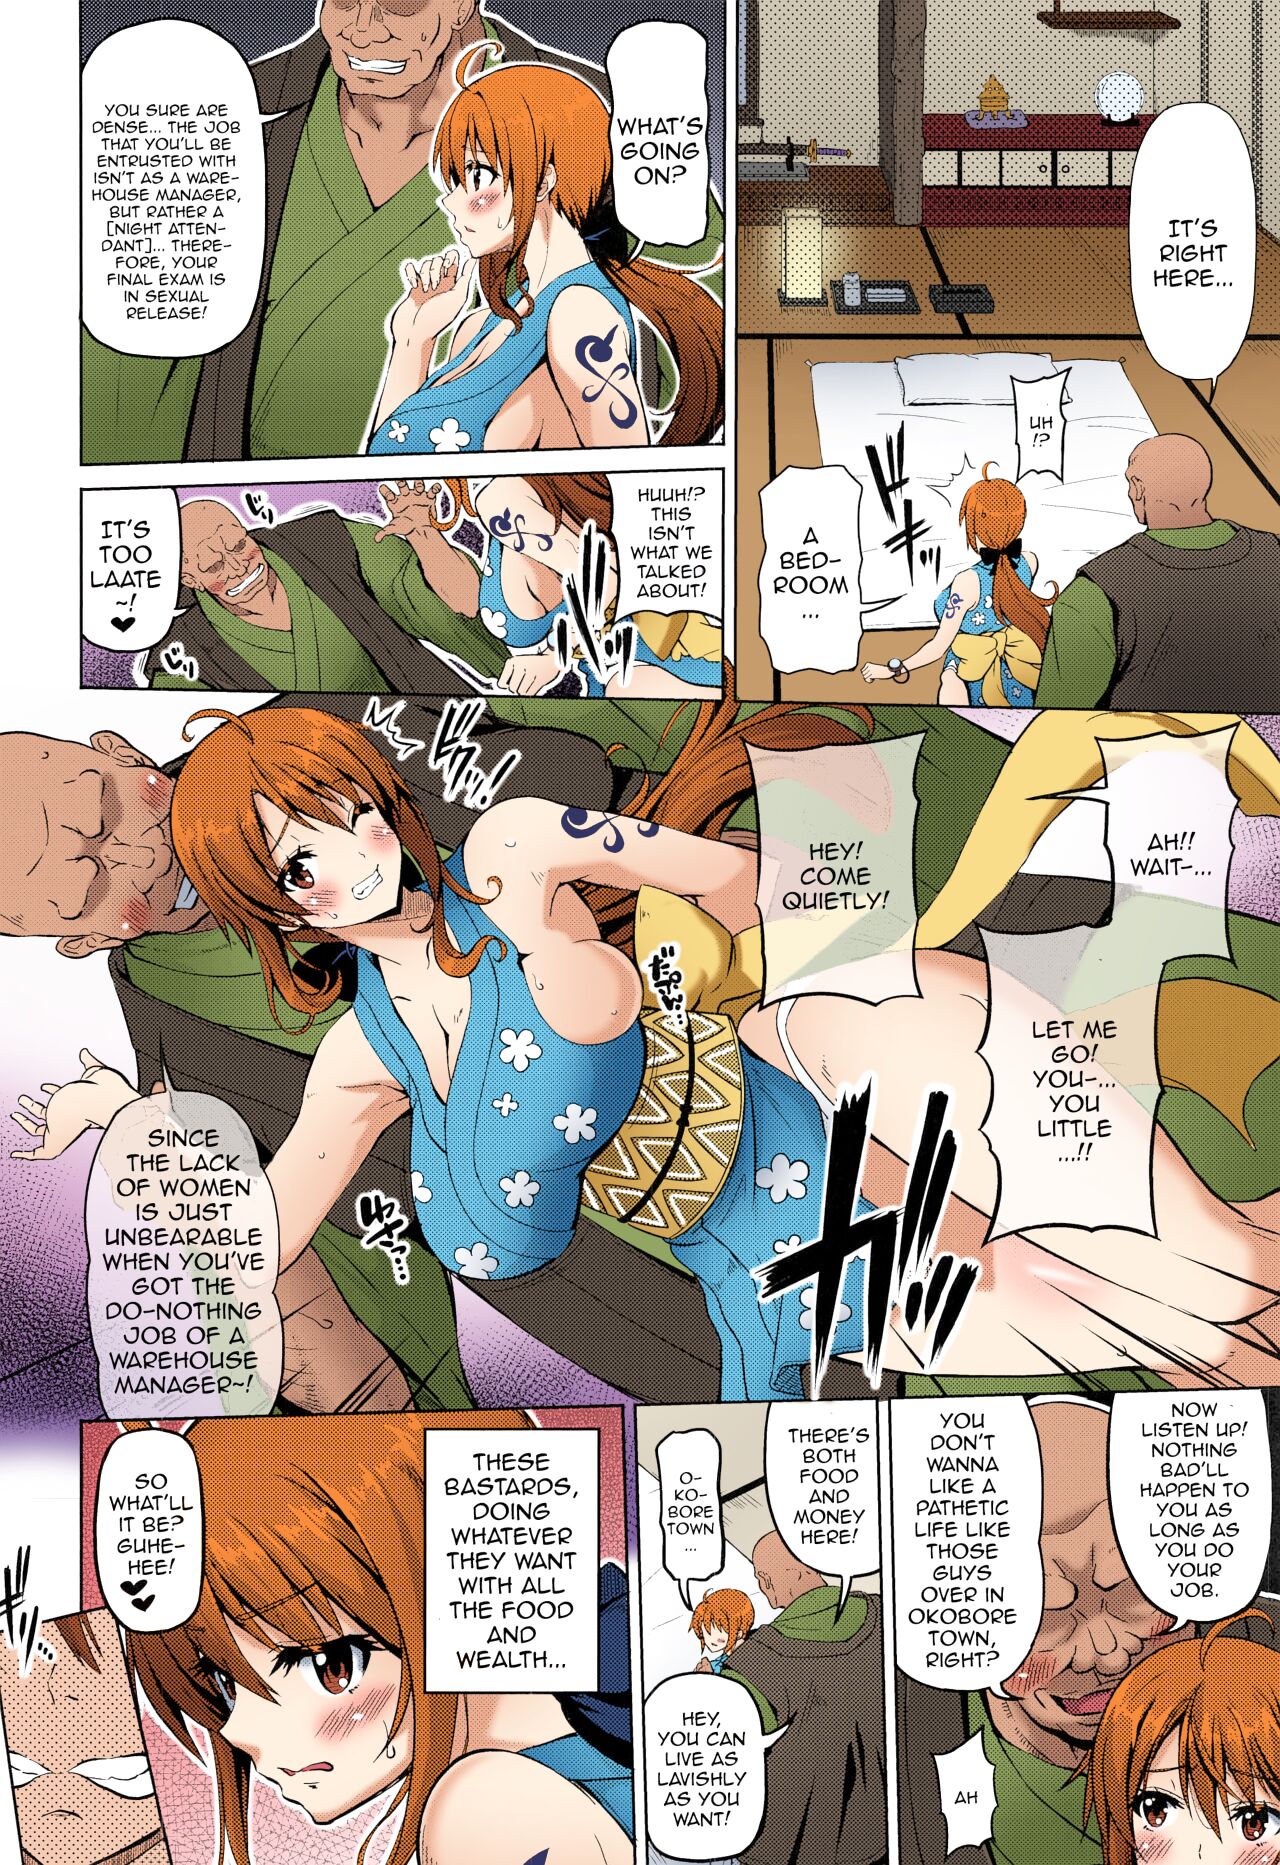 IT'S
RIGHT
HERE...
UH
!?
A
BED-
ROOM
...
WHAT'S
GOING
ON?
YOU SURE ARE
DENSE... THE JOB
THAT YOU'LL BE
ENTRUSTED WITH
ISN'T AS A WARE-
HOUSE MANAGER,
BUT RATHER A
[NIGHT ATTEN-
DANT]... THERE-
FORE, YOUR
FINAL EXAM IS
IN SEXUAL
RELEASE!
HUUH!?
THIS
ISN'T
WHAT WE
TALKED
ABOUT!
IT'S
TOO
LAATE
~!
♥
AH!!
WAIT-...
LET ME
GO!
YOU-...
YOU
LITTLE
...!!
HEY!
COME
QUIETLY!
だぷん...
SINCE
THE LACK
OF WOMEN
IS JUST
UNBEARABLE
WHEN YOU'VE
GOT THE
DO-NOTHING
JOB OF A
WAREHOUSE
MANAGER~!
NOW
LISTEN UP!
NOTHING
BAD'LL
HAPPEN TO
YOU AS
LONG AS
YOU DO
YOUR
JOB.
YOU
DON'T
WANNA
LIKE A
PATHETIC
LIFE LIKE
THOSE
GUYS
OVER IN
OKOBORE
TOWN,
RIGHT?
AH
THERE'S
BOTH
FOOD
AND
MONEY
HERE!
O-
KO-
BORE
TOWN
...
HEY,
YOU CAN
LIVE AS
LAVISHLY
AS YOU
WANT!
THESE
BASTARDS,
DOING
WHATEVER
THEY WANT
WITH ALL
THE FOOD
AND
WEALTH...
SO
WHAT'LL
IT BE?
GUHE-
HEE!
♥